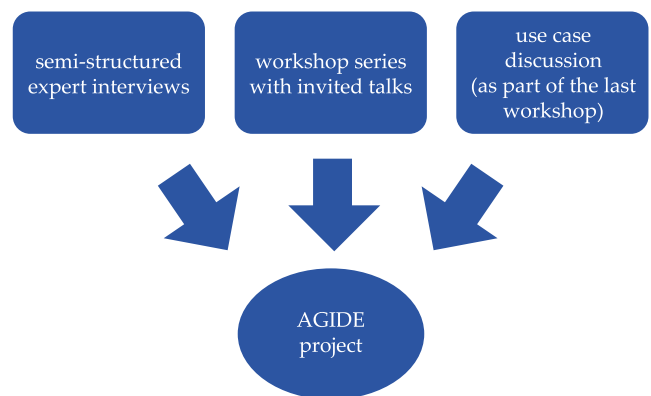 semi-structured
expert interviews
workshop series
with invited talks
use case
discussion
(as part of the last
workshop)
AGIDE
project